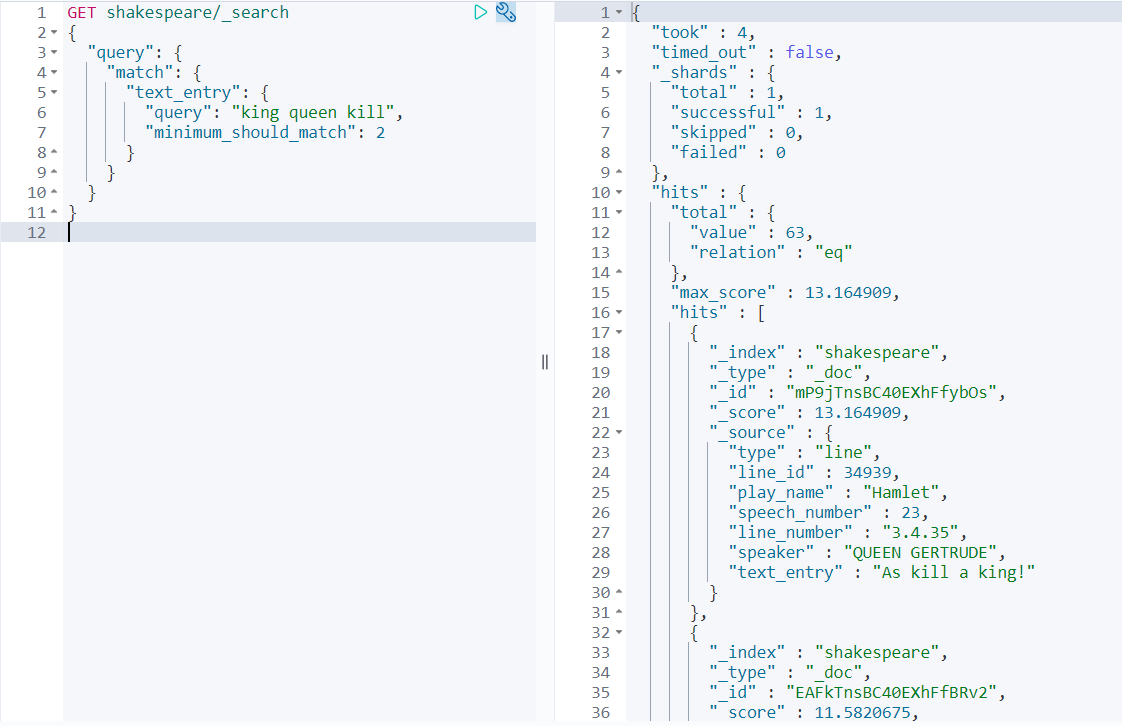 1 GET shakespeare/_search
2 {
3 "query": {
4 "match": {
5 "text_entry": {
6 "query": "king queen kill",
7 "minimum_should_match": 2
8 }
9 }
10 }
11 }
12
1 {
2 "took" : 4,
3 "timed_out" : false,
4 "_shards" : {
5 "total" : 1,
6 "successful" : 1,
7 "skipped" : 0,
8 "failed" : 0
9 },
10 "hits" : {
11 "total" : {
12 "value" : 63,
13 "relation" : "eq"
14 },
15 "max_score" : 13.164909,
16 "hits" : [
17 {
18 "_index" : "shakespeare",
19 "_type" : "_doc",
20 "_id" : "mP9jTnsBC40EXhFfybOs",
21 "_score" : 13.164909,
22 "_source" : {
23 "type" : "line",
24 "line_id" : 34939,
25 "play_name" : "Hamlet",
26 "speech_number" : 23,
27 "line_number" : "3.4.35",
28 "speaker" : "QUEEN GERTRUDE",
29 "text_entry" : "As kill a king!"
30 }
31 },
32 {
33 "_index" : "shakespeare",
34 "_type" : "_doc",
35 "_id" : "EAFkTnsBC40EXhFfBRv2",
36 "_score" : 11.5820675,